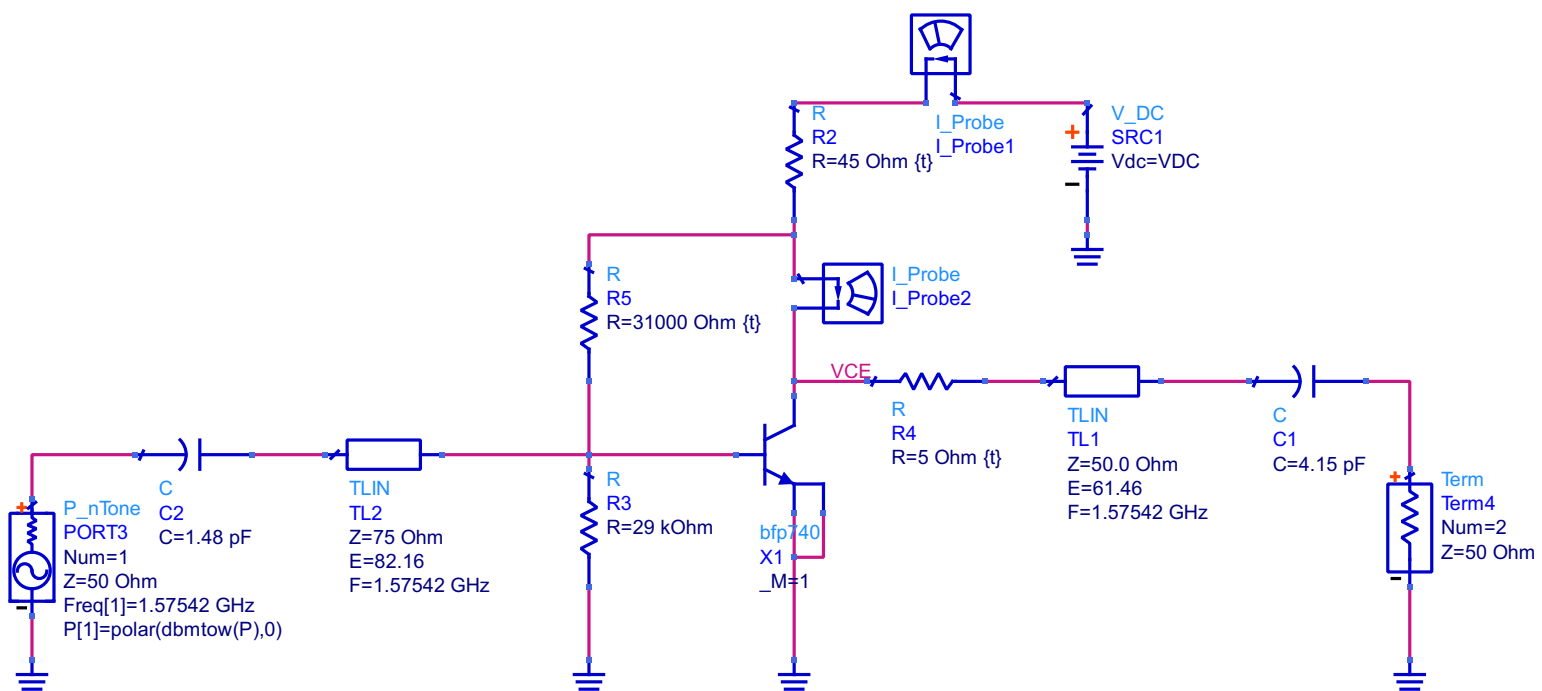 I_Probe
I_Probe1
V_DC
SRC1
Vdc=VDC
+
-
R
R2
R=45 Ohm {t}
R
R5
R=31000 Ohm {t}
I_Probe
I_Probe2
VCE
R
R4
R=5 Ohm {t}
TLIN
TL1
Z=50.0 Ohm
E=61.46
F=1.57542 GHz
C
C1
C=4.15 pF
+
Term
Term4
Num=2
Z=50 Ohm
-
+
P_nTone
PORT3
Num=1
Z=50 Ohm
Freq[1]=1.57542 GHz
P[1]=polar(dbmtow(P),0)
-
C
C2
C=1.48 pF
TLIN
TL2
Z=75 Ohm
E=82.16
F=1.57542 GHz
R
R3
R=29 kOhm
bfp740
X1
_M=1